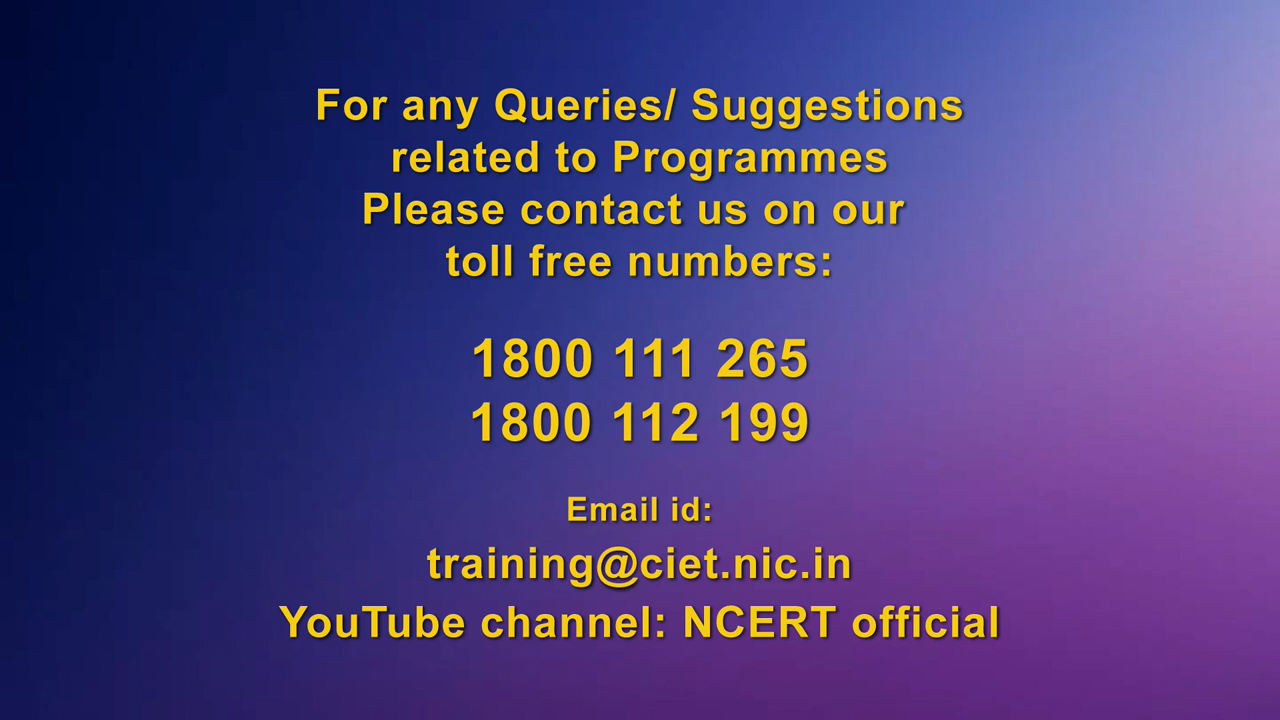 For any Queries/ Suggestions
related to Programmes
Please contact us on our
toll free numbers:
1800 111 265
1800 112 199
Email id:
training@ciet.nic.in
YouTube channel: NCERT official